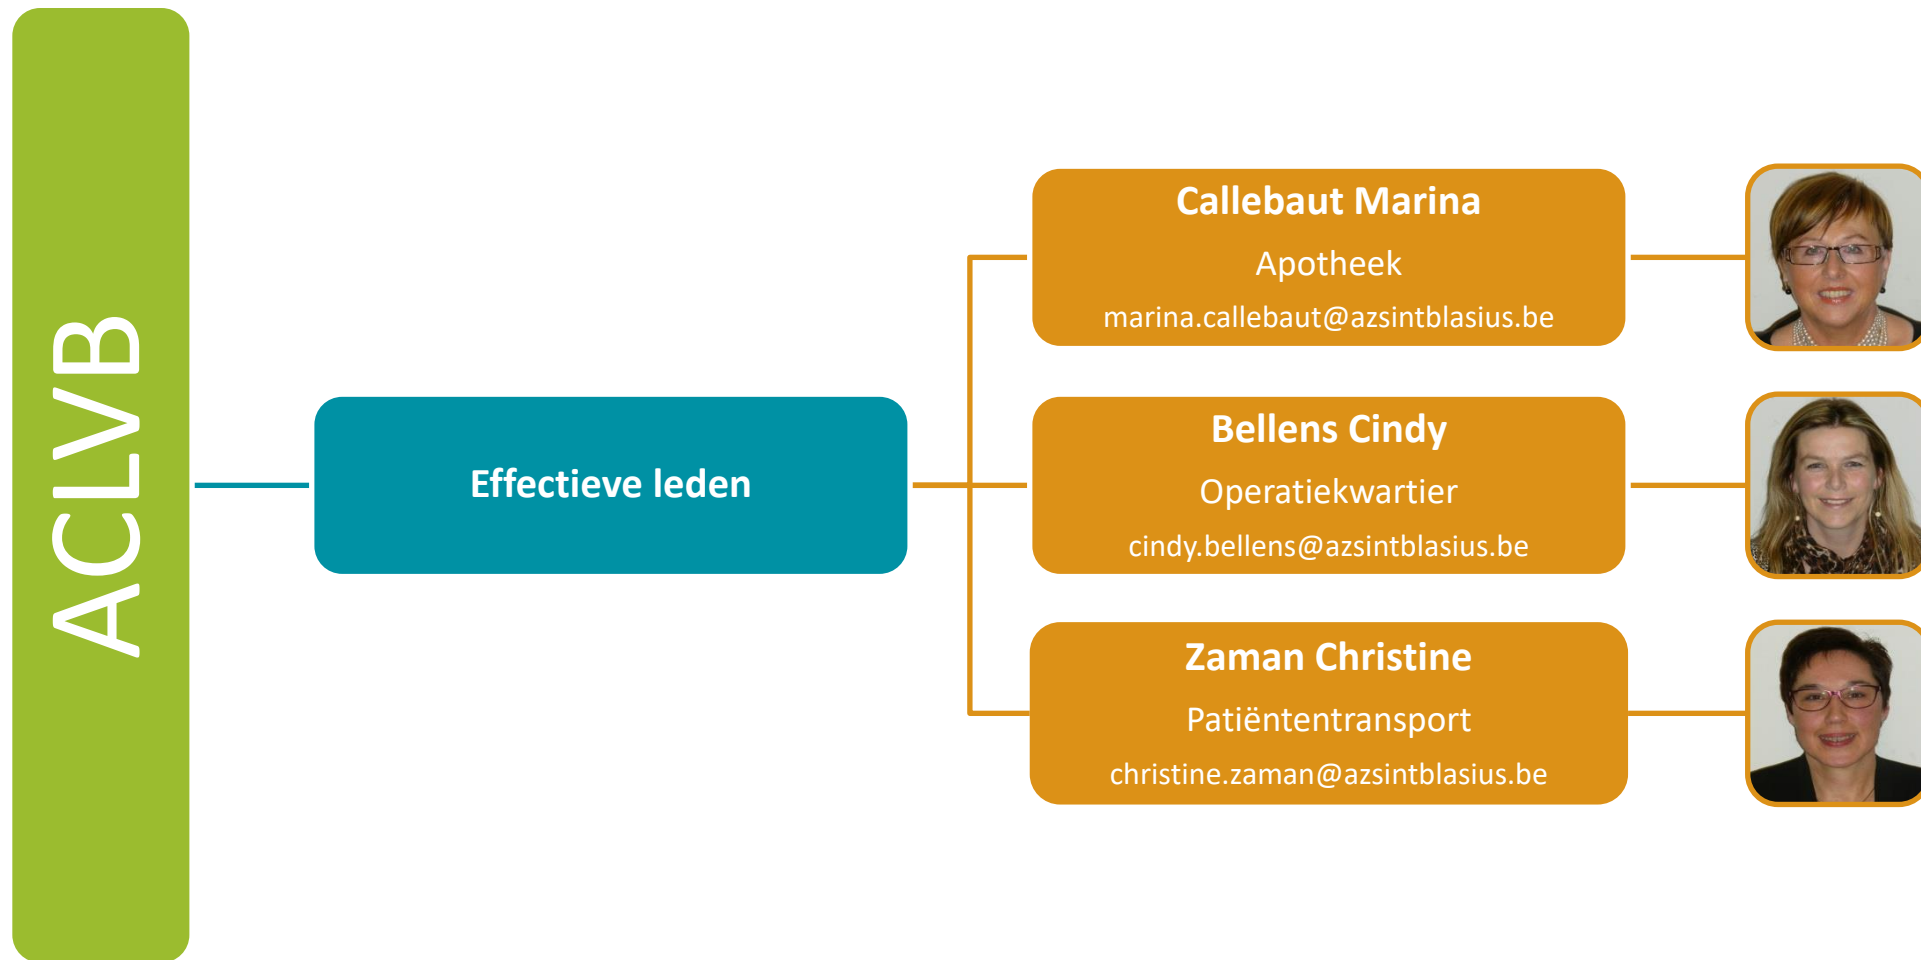 ACLVB
Effectieve leden
Callebaut Marina
Apotheek
marina.callebaut@azsintblasius.be
Bellens Cindy
Operatiekwartier
cindy.bellens@azsintblasius.be
Zaman Christine
Patiëntentransport
christine.zaman@azsintblasius.be